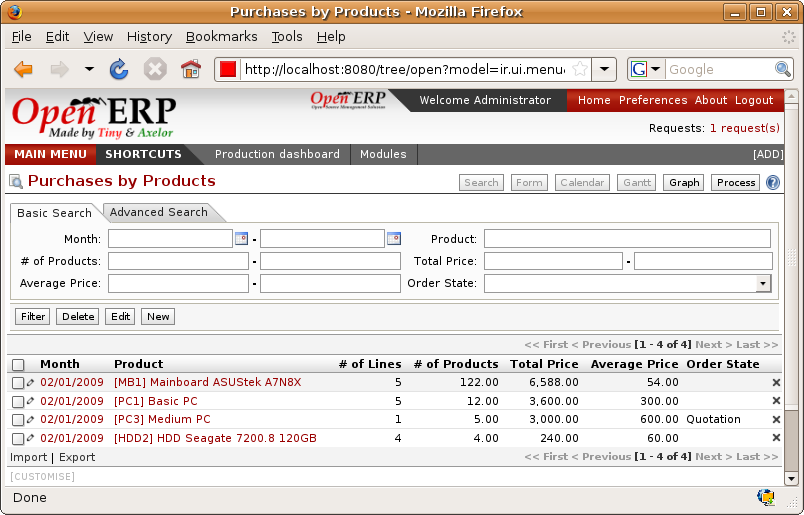 Purchases by Products - Mozilla Firefox
File Edit View History Bookmarks Tools Help
http://localhost:8080/tree/open?model=ir.ui.menu
G Google
Open ERP
Made by Tiny & Axelor
Open ERP
Open Source Management Solution
Welcome Administrator
Home Preferences About Logout
Requests: 1 request(s)
MAIN MENU SHORTCUTS Production dashboard Modules [ADD]
Purchases by Products
Search Form Calendar Gantt Graph Process ?
Basic Search Advanced Search
Month: - Product:
# of Products: - Total Price: -
Average Price: - Order State:
Filter Delete Edit New
<< First < Previous [1 - 4 of 4] Next > Last >>
Month Product # of Lines # of Products Total Price Average Price Order State
02/01/2009 [MB1] Mainboard ASUStek A7N8X 5 122.00 6,588.00 54.00
02/01/2009 [PC1] Basic PC 5 12.00 3,600.00 300.00
02/01/2009 [PC3] Medium PC 1 5.00 3,000.00 600.00 Quotation
02/01/2009 [HDD2] HDD Seagate 7200.8 120GB 4 4.00 240.00 60.00
Import | Export << First < Previous [1 - 4 of 4] Next > Last >>
[CUSTOMISE]
Done